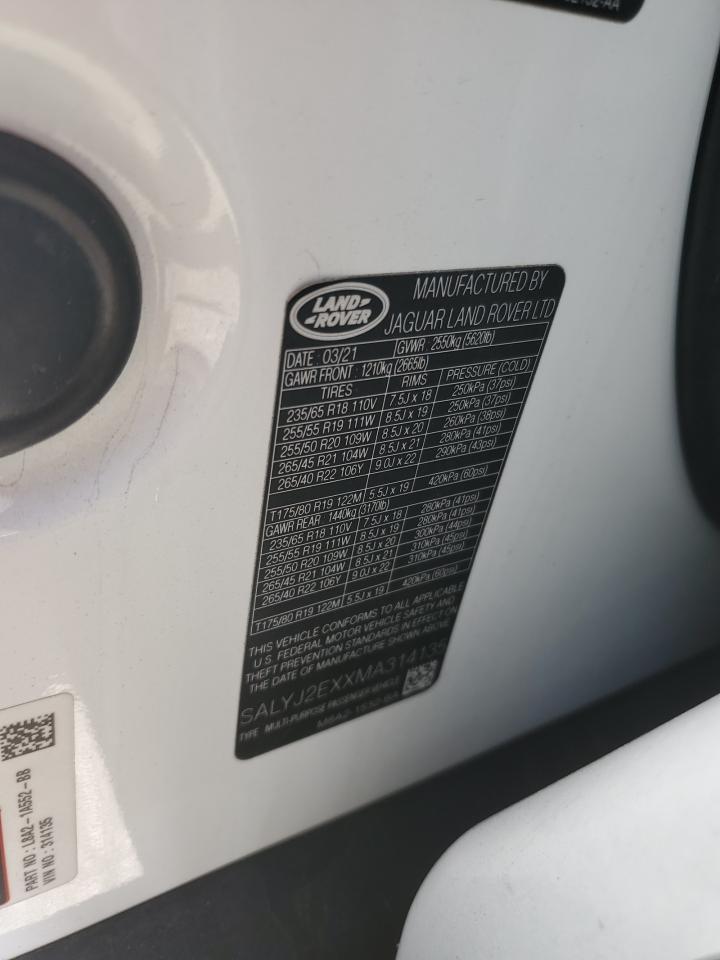 LAND-
-ROVER
MANUFACTURED BY
JAGUAR LAND ROVER LTD
DATE : 03/21 GVWR : 2550kg (5620lb)
GAWR FRONT : 1210kg (2665lb)
TIRES RIMS PRESSURE (COLD)
235/65 R18 110V 7.5J x 18 250kPa (37psi)
255/55 R19 111W 8.5J x 19 250kPa (37psi)
255/50 R20 109W 8.5J x 20 260kPa (38psi)
265/45 R21 104W 8.5J x 21 280kPa (41psi)
265/40 R22 106Y 9.0J x 22 290kPa (43psi)
T175/80 R19 122M 5.5J x 19 420kPa (60psi)
GAWR REAR : 1440kg (3170lb)
235/65 R18 110V 7.5J x 18 280kPa (41psi)
255/55 R19 111W 8.5J x 19 280kPa (41psi)
255/50 R20 109W 8.5J x 20 300kPa (44psi)
265/45 R21 104W 8.5J x 21 310kPa (45psi)
265/40 R22 106Y 9.0J x 22 310kPa (45psi)
T175/80 R19 122M 5.5J x 19 420kPa (60psi)
THIS VEHICLE CONFORMS TO ALL APPLICABLE
U S FEDERAL MOTOR VEHICLE SAFETY AND
THEFT PREVENTION STANDARDS IN EFFECT ON
THE DATE OF MANUFACTURE SHOWN ABOVE
SALYJ2EXXMA314135
TYPE MULTI-PURPOSE PASSENGER VEHICLE
PART NO : L8A2-1A552-BB
VIN NO : 314135